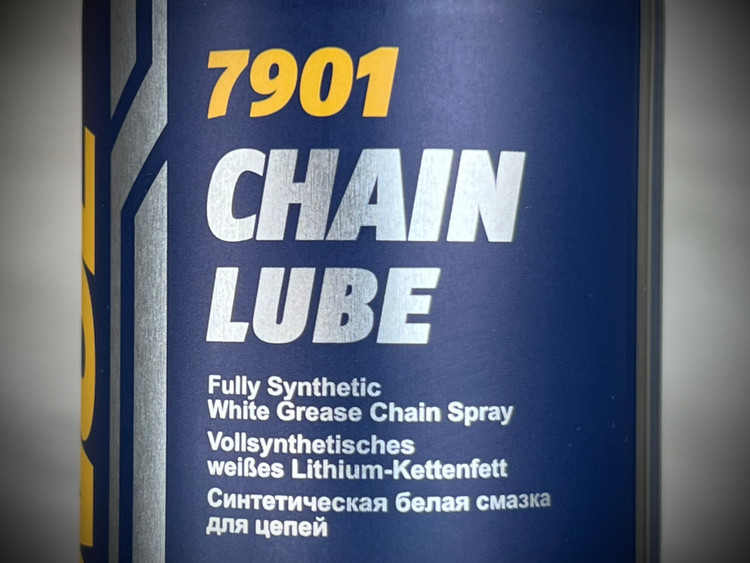 7901
CHAIN
LUBE
Fully Synthetic
White Grease Chain Spray
Vollsynthetisches
weißes Lithium-Kettenfett
Синтетическая белая смазка
для цепей